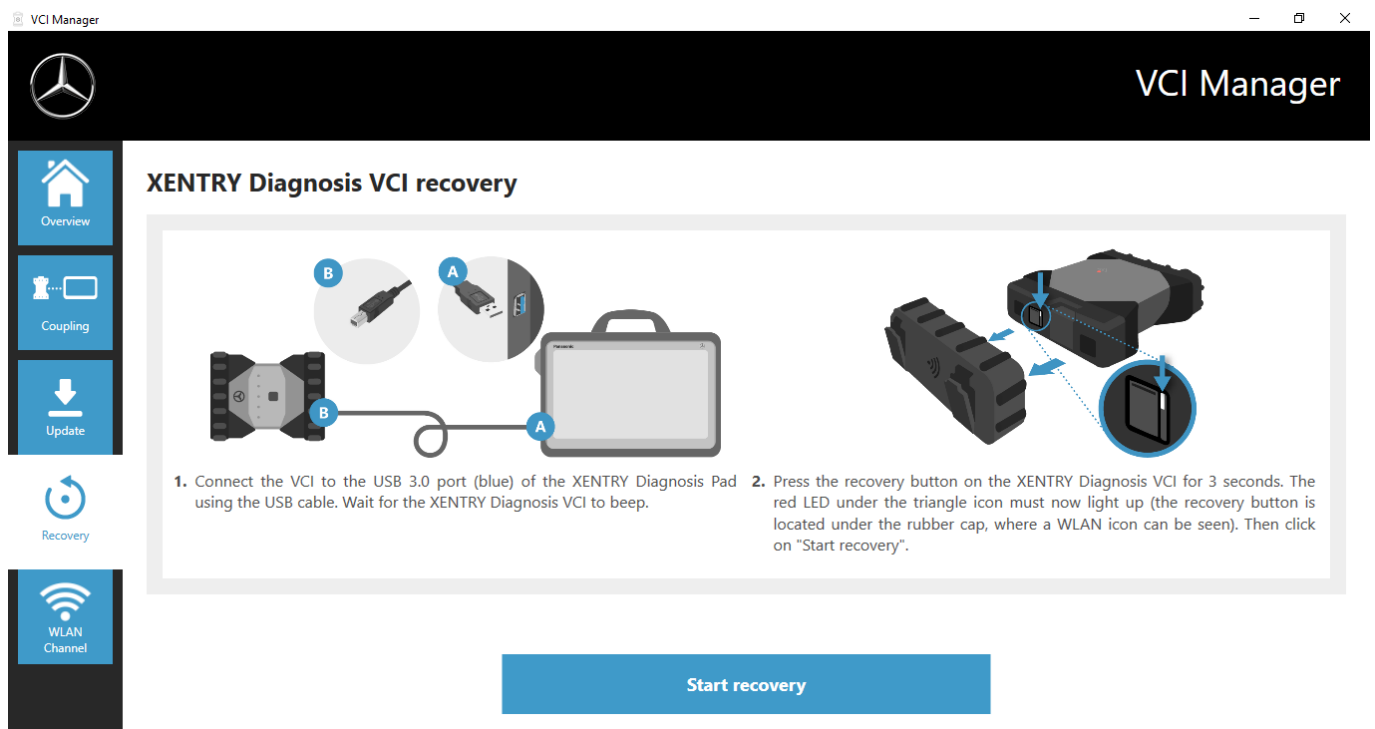 VCI Manager
VCI Manager
Overview
Coupling
Update
Recovery
WLAN
Channel
XENTRY Diagnosis VCI recovery
B
A
B
A
Panasonic
1. Connect the VCI to the USB 3.0 port (blue) of the XENTRY Diagnosis Pad
using the USB cable. Wait for the XENTRY Diagnosis VCI to beep.
2. Press the recovery button on the XENTRY Diagnosis VCI for 3 seconds. The
red LED under the triangle icon must now light up (the recovery button is
located under the rubber cap, where a WLAN icon can be seen). Then click
on "Start recovery".
Start recovery